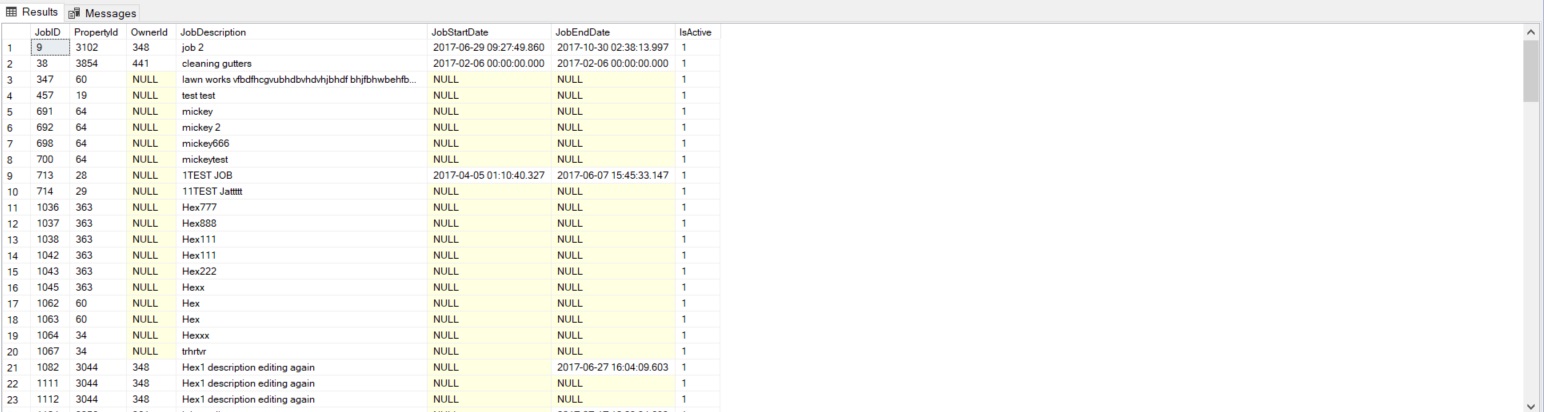 Results Messages
JobID PropertyId OwnerId JobDescription JobStartDate JobEndDate IsActive
1 9 3102 348 job 2 2017-06-29 09:27:49.860 2017-10-30 02:38:13.997 1
2 38 3854 441 cleaning gutters 2017-02-06 00:00:00.000 2017-02-06 00:00:00.000 1
3 347 60 NULL lawn works vfbdfhcgvubhdbvhdvhjbhdf bhjfbhwbehfb... NULL NULL 1
4 457 19 NULL test test NULL NULL 1
5 691 64 NULL mickey NULL NULL 1
6 692 64 NULL mickey 2 NULL NULL 1
7 698 64 NULL mickey666 NULL NULL 1
8 700 64 NULL mickeytest NULL NULL 1
9 713 28 NULL 1TEST JOB 2017-04-05 01:10:40.327 2017-06-07 15:45:33.147 1
10 714 29 NULL 11TEST Jattttt NULL NULL 1
11 1036 363 NULL Hex777 NULL NULL 1
12 1037 363 NULL Hex888 NULL NULL 1
13 1038 363 NULL Hex111 NULL NULL 1
14 1042 363 NULL Hex111 NULL NULL 1
15 1043 363 NULL Hex222 NULL NULL 1
16 1045 363 NULL Hexx NULL NULL 1
17 1062 60 NULL Hex NULL NULL 1
18 1063 60 NULL Hex NULL NULL 1
19 1064 34 NULL Hexxx NULL NULL 1
20 1067 34 NULL trhrtvr NULL NULL 1
21 1082 3044 348 Hex1 description editing again NULL 2017-06-27 16:04:09.603 1
22 1111 3044 348 Hex1 description editing again NULL NULL 1
23 1112 3044 348 Hex1 description editing again NULL NULL 1